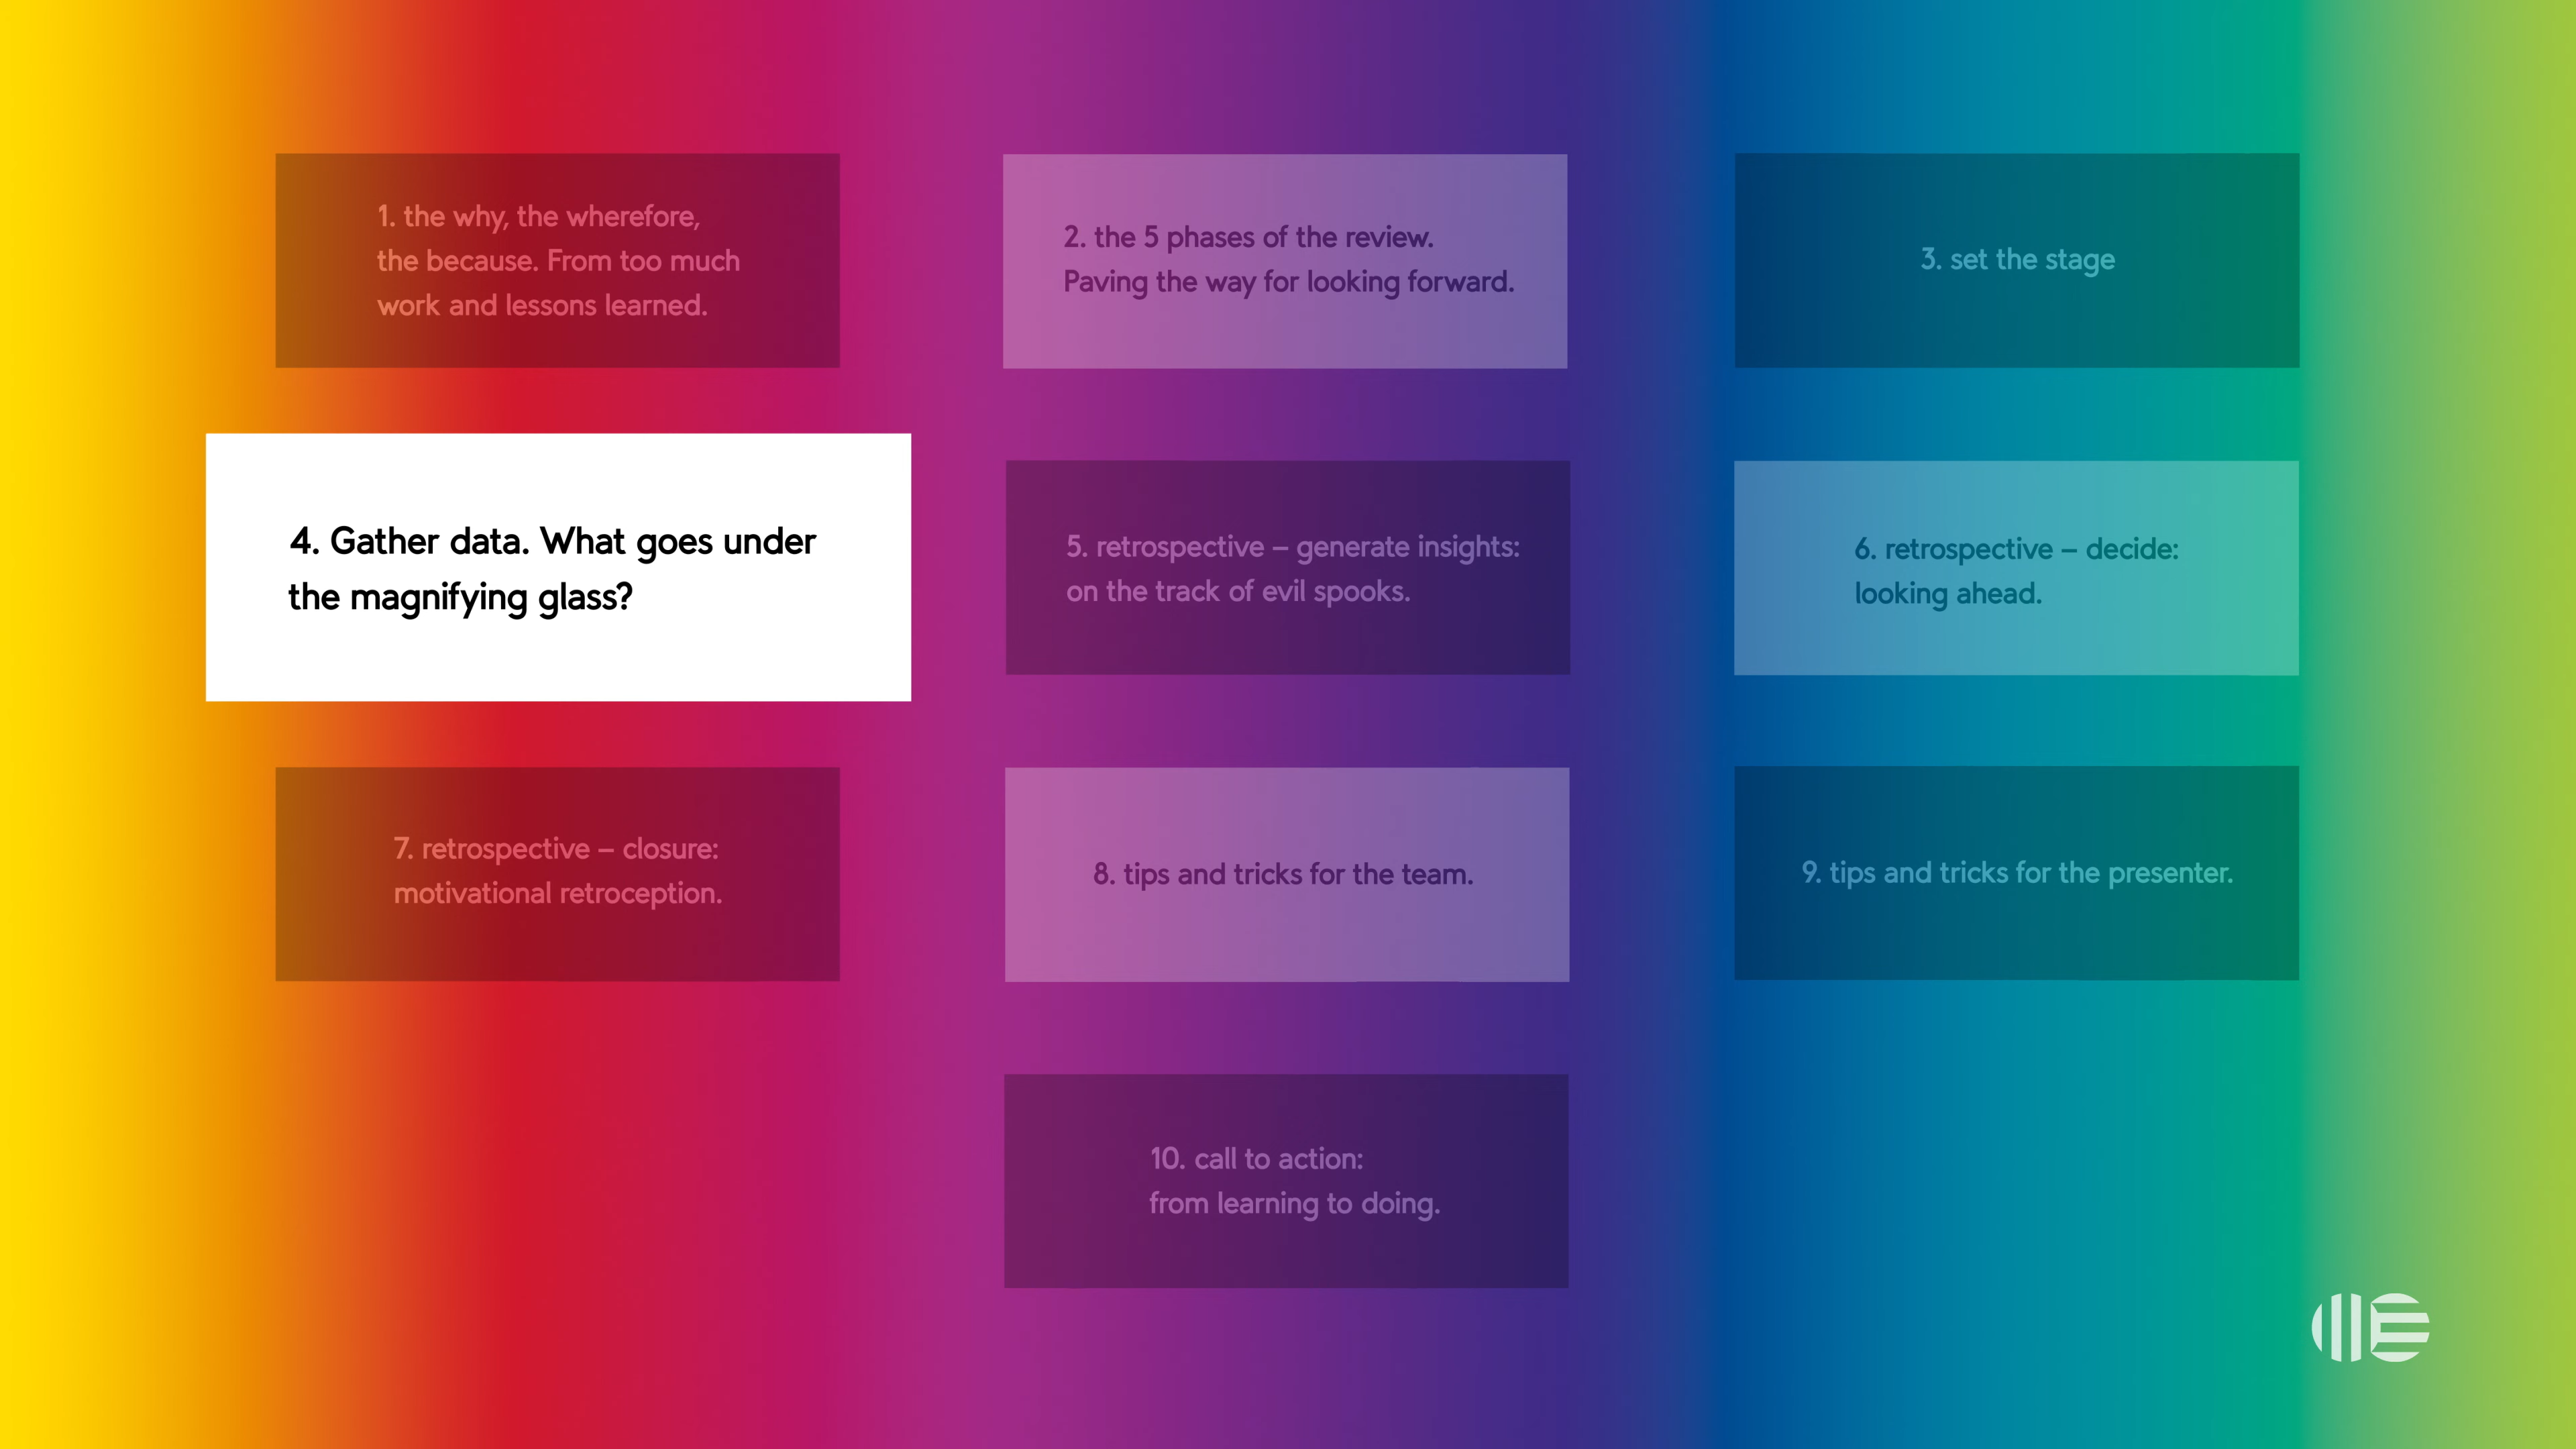 1. the why, the wherefore,
the because. From too much
work and lessons learned.
2. the 5 phases of the review.
Paving the way for looking forward.
3. set the stage
4. Gather data. What goes under
the magnifying glass?
5. retrospective – generate insights:
on the track of evil spooks.
6. retrospective – decide:
looking ahead.
7. retrospective – closure:
motivational retroception.
8. tips and tricks for the team.
9. tips and tricks for the presenter.
10. call to action:
from learning to doing.